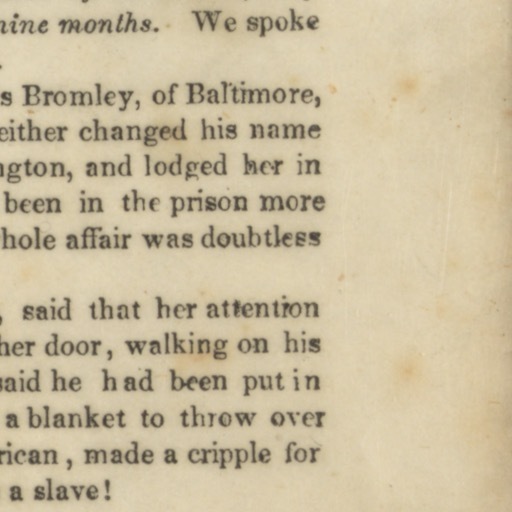 nine months. We spoke
s Bromley, of Baltimore,
either changed his name
ngton, and lodged her in
been in the prison more
hole affair was doubtless
, said that her attention
her door, walking on his
said he had been put in
a blanket to throw over
rican, made a cripple for
a slave!